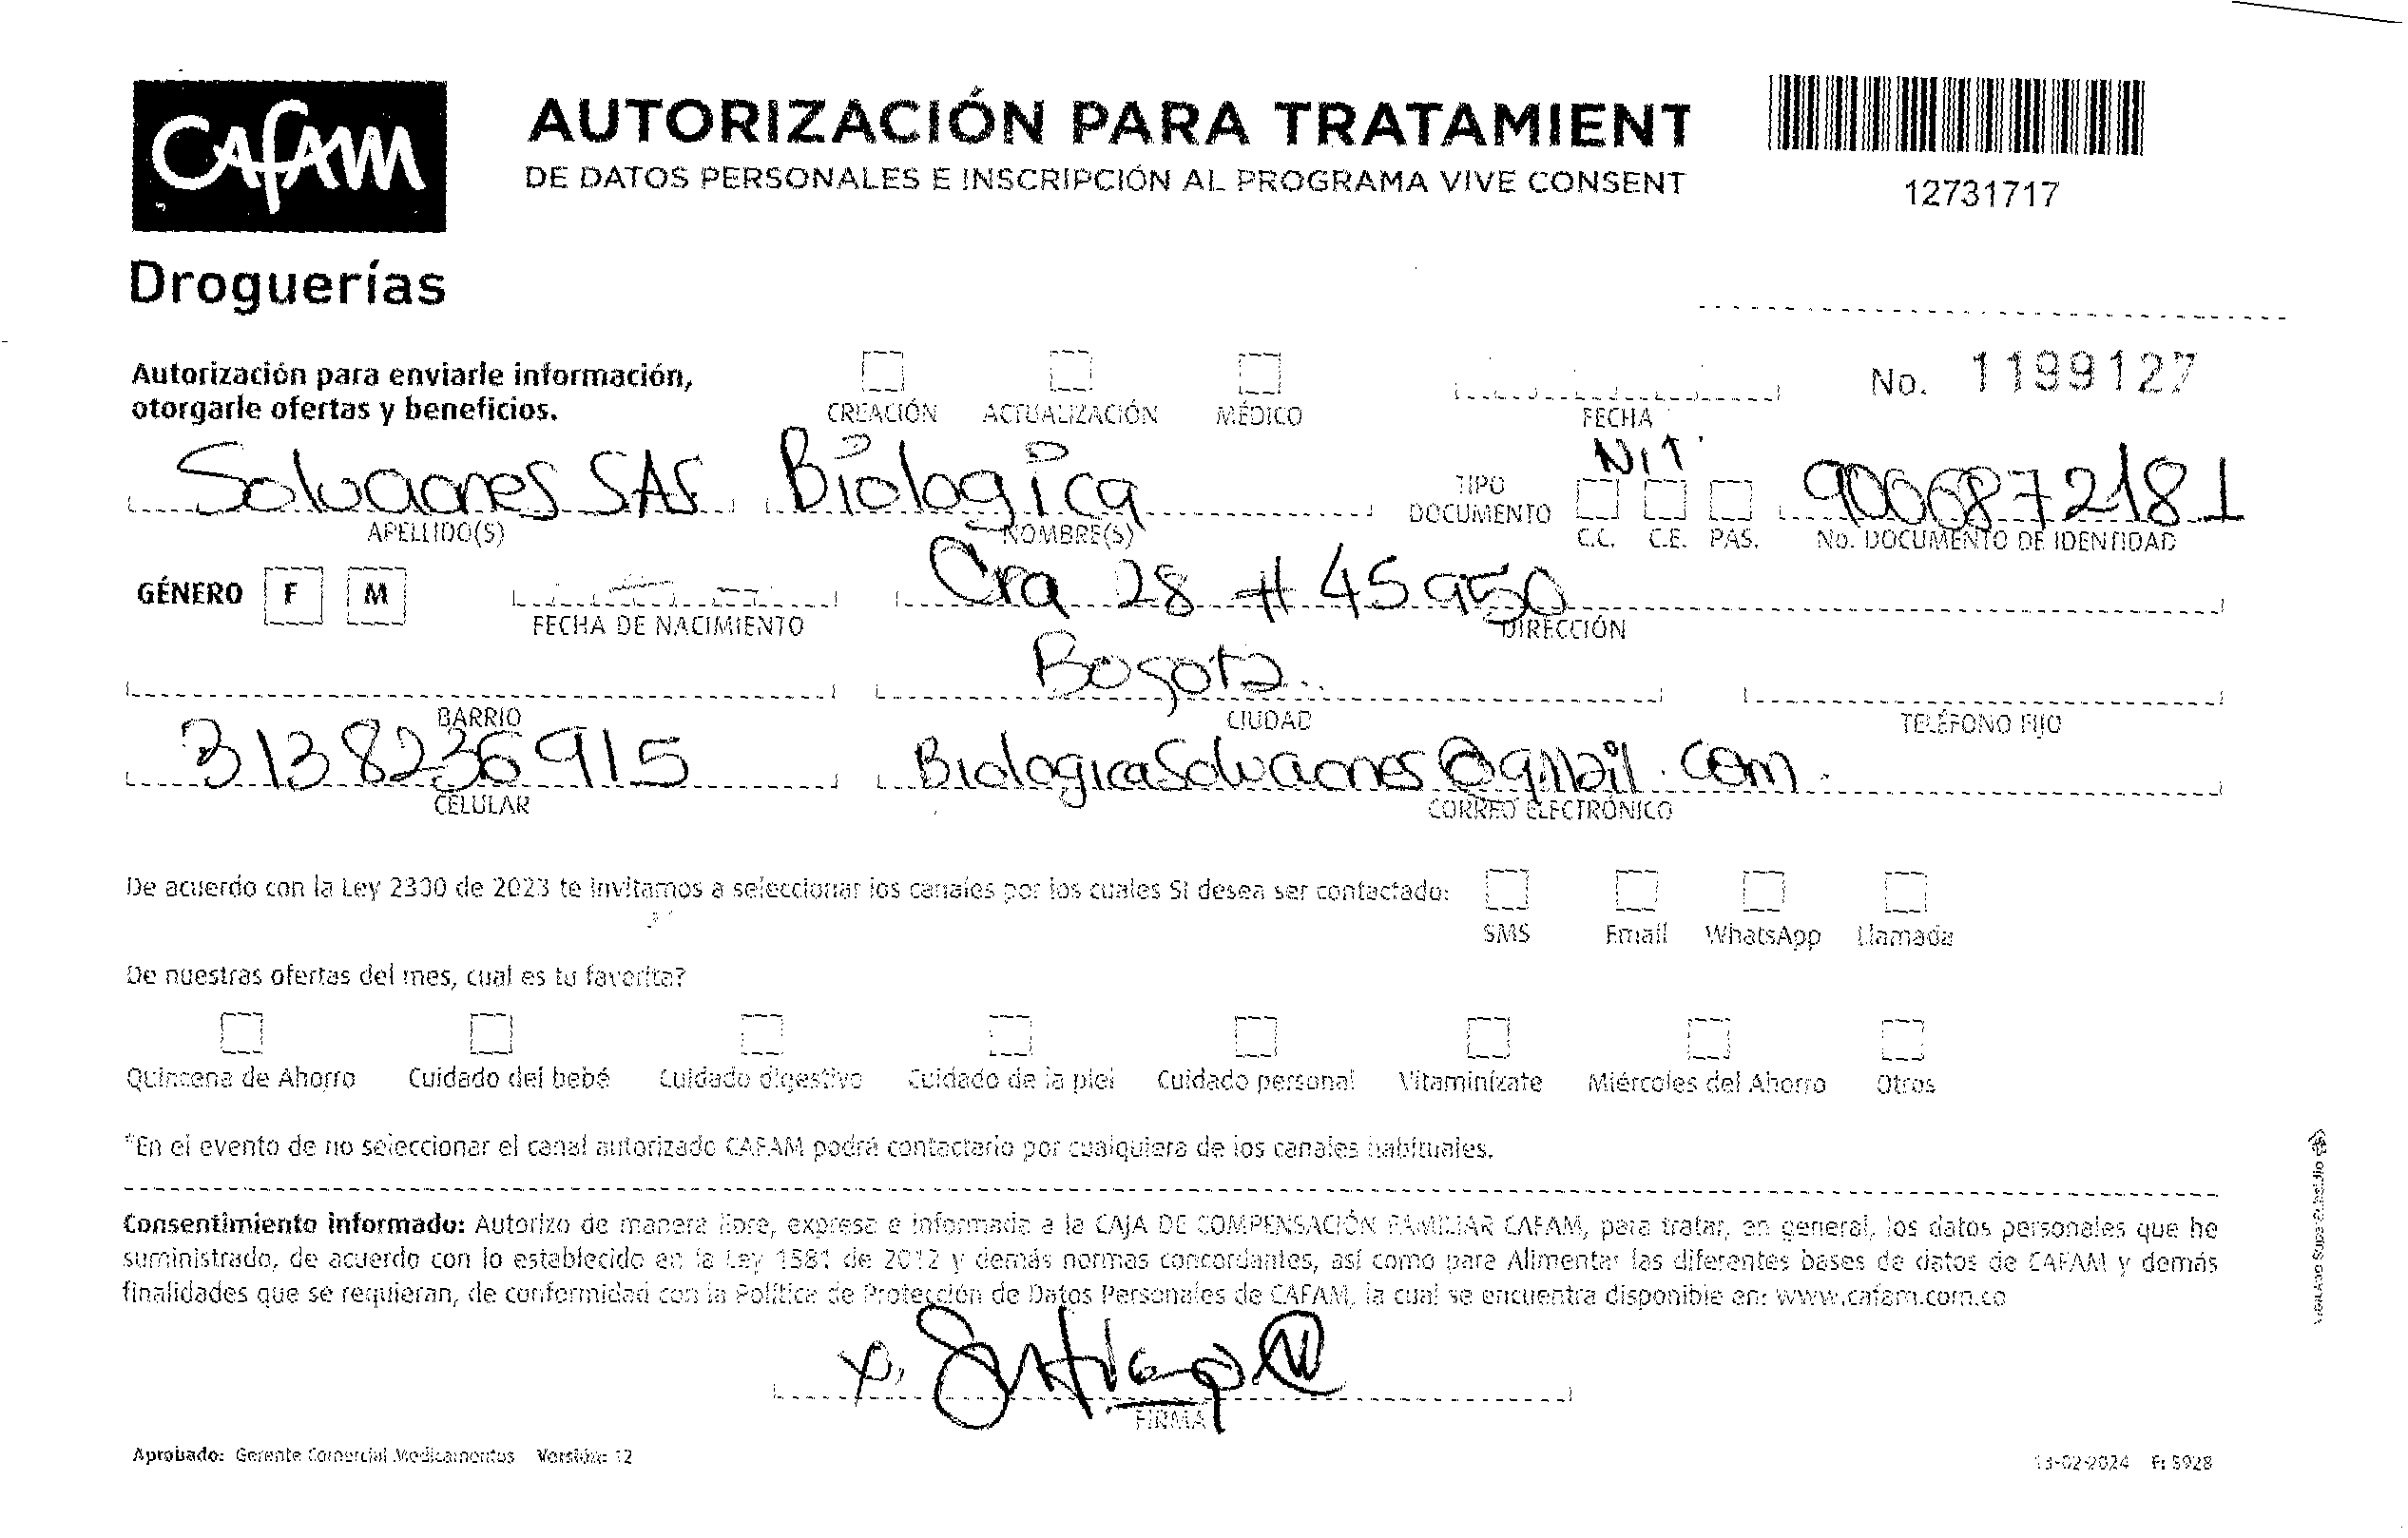 CAFAM
Droguerías
AUTORIZACIÓN PARA TRATAMIENT
DE DATOS PERSONALES E INSCRIPCIÓN AL PROGRAMA VIVE CONSENT
12731717
Autorización para enviarle información,
otorgarle ofertas y beneficios.
CREACIÓN ACTUALIZACIÓN MÉDICO
FECHA
No. 1199127
Soluciones SAS Biologica
APELLIDO(S) NOMBRE(S)
TIPO DOCUMENTO
Nit
C.C. C.E. PAS.
9006872181
No. DOCUMENTO DE IDENTIDAD
GÉNERO F M
FECHA DE NACIMIENTO
Cra 28 # 45 a 50
DIRECCIÓN
Bogota
BARRIO CIUDAD TELÉFONO FIJO
3138236915 BiologicaSoluciones@gmail.com
CELULAR CORREO ELECTRÓNICO
De acuerdo con la Ley 2300 de 2023 te invitamos a seleccionar los canales por los cuales SI desea ser contactado:
SMS Email WhatsApp Llamada
De nuestras ofertas del mes, cual es tu favorita?
Quincena de Ahorro Cuidado del bebé Cuidado digestivo Cuidado de la piel Cuidado personal Vitamínizate Miércoles del Ahorro Otros
*En el evento de no seleccionar el canal autorizado CAFAM podrá contactarlo por cualquiera de los canales habituales.
Consentimiento informado: Autorizo de manera libre, expresa e informada a la CAJA DE COMPENSACIÓN FAMILIAR CAFAM, para tratar, en general, los datos personales que he
suministrado, de acuerdo con lo establecido en la Ley 1581 de 2012 y demás normas concordantes, así como para Alimentar las diferentes bases de datos de CAFAM y demás
finalidades que se requieran, de conformidad con la Política de Protección de Datos Personales de CAFAM, la cual se encuentra disponible en: www.cafam.com.co
FIRMA
Aprobado: Gerente Comercial Medicamentos Versión: 12
13-02-2024 F: 5928
VIGILADO SuperSubsidio